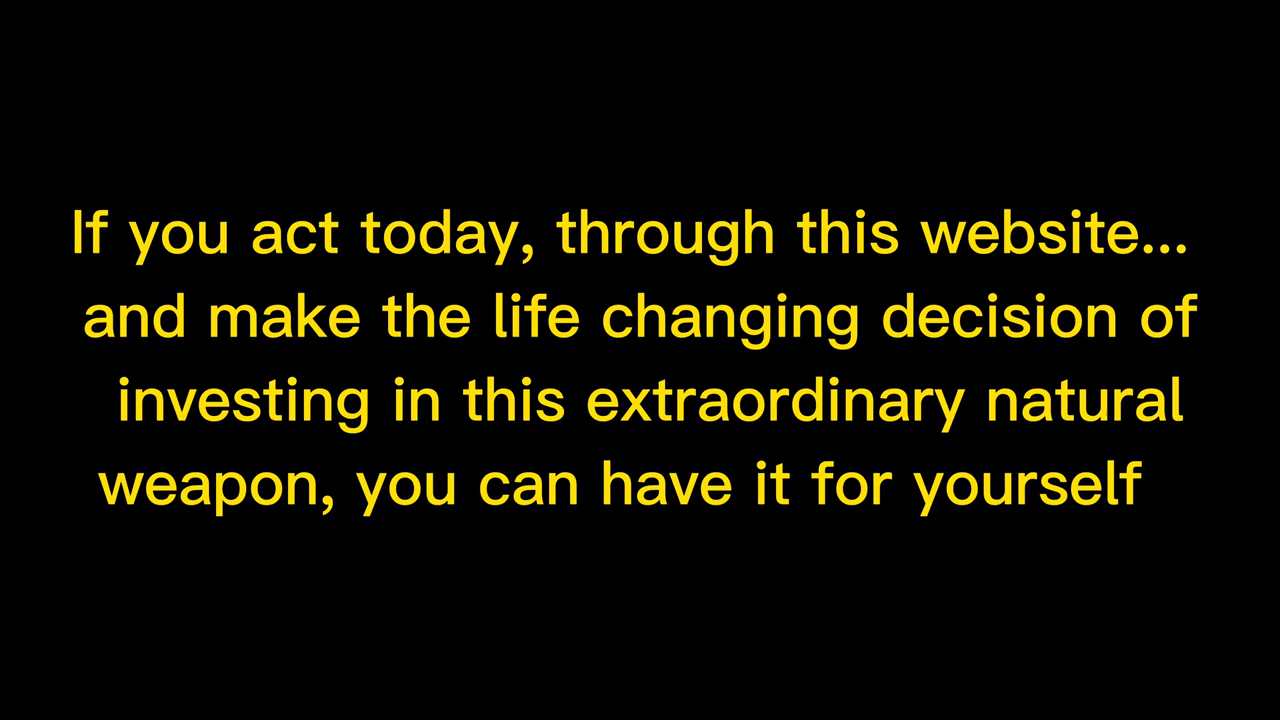 If you act today, through this website...
and make the life changing decision of
investing in this extraordinary natural
weapon, you can have it for yourself